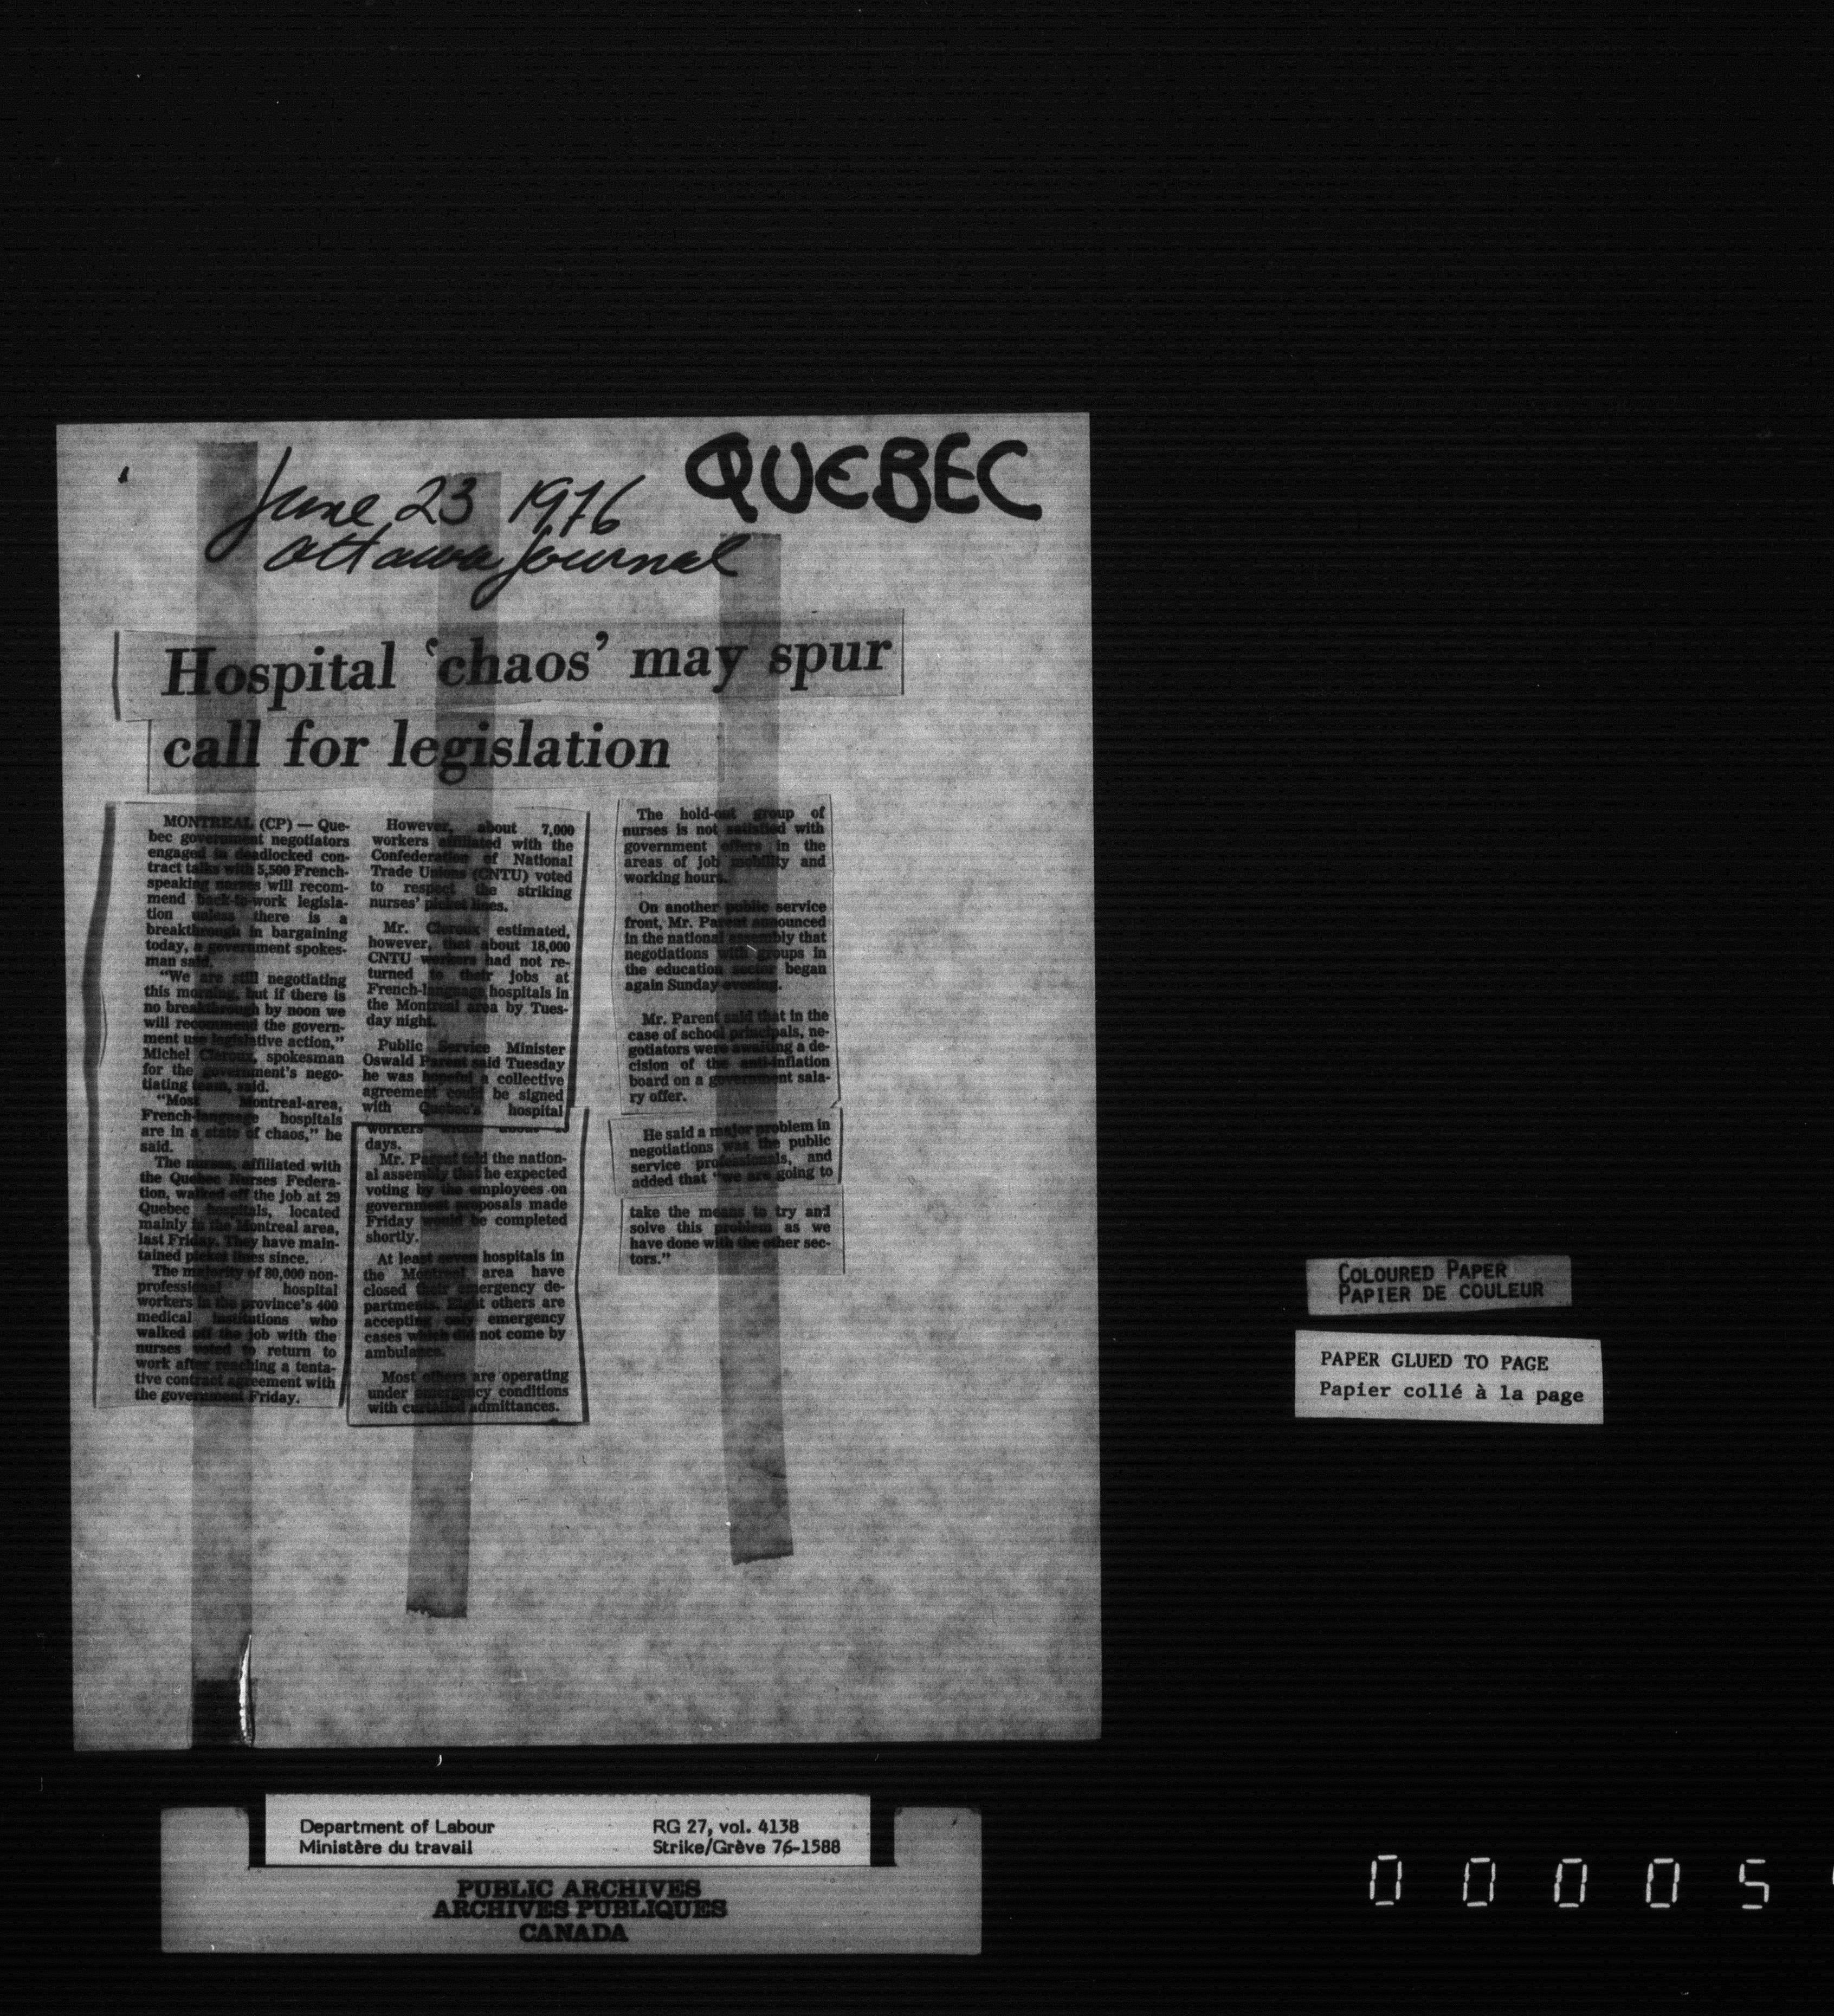 QUEBEC
June 23 1976
Ottawa Journal
Hospital ‘chaos’ may spur
call for legislation
MONTREAL (CP) — Que-
bec government negotiators
engaged in deadlocked con-
tract talks with 5,500 French-
speaking nurses will recom-
mend back-to-work legisla-
tion unless there is a
breakthrough in bargaining
today, a government spokes-
man said.
“We are still negotiating
this morning, but if there is
no breakthrough by noon we
will recommend the govern-
ment use legislative action,”
Michel Cleroux, spokesman
for the government's nego-
tiating team, said.
“Most Montreal-area,
French-language hospitals
are in a state of chaos,” he
said.
The nurses, affiliated with
the Quebec Nurses Federa-
tion, walked off the job at 29
Quebec hospitals, located
mainly in the Montreal area,
last Friday. They have main-
tained picket lines since.
The majority of 80,000 non-
professional hospital
workers in the province's 400
medical institutions who
walked off the job with the
nurses voted to return to
work after reaching a tenta-
tive contract agreement with
the government Friday.
However, about 7,000
workers affiliated with the
Confederation of National
Trade Unions (CNTU) voted
to respect the striking
nurses' picket lines.
Mr. Cleroux estimated,
however, that about 18,000
CNTU workers had not re-
turned to their jobs at
French-language hospitals in
the Montreal area by Tues-
day night.
Public Service Minister
Oswald Parent said Tuesday
he was hopeful a collective
agreement could be signed
with Quebec's hospital
workers within about
days.
Mr. Parent told the nation-
al assembly that he expected
voting by the employees on
government proposals made
Friday would be completed
shortly.
At least seven hospitals in
the Montreal area have
closed their emergency de-
partments. Eight others are
accepting only emergency
cases which did not come by
ambulance.
Most others are operating
under emergency conditions
with curtailed admittances.
The hold-out group of
nurses is not satisfied with
government offers in the
areas of job mobility and
working hours.
On another public service
front, Mr. Parent announced
in the national assembly that
negotiations with groups in
the education sector began
again Sunday evening.
Mr. Parent said that in the
case of school principals, ne-
gotiators were awaiting a de-
cision of the anti-inflation
board on a government sala-
ry offer.
He said a major problem in
negotiations was the public
service professionals, and
added that “we are going to
take the means to try and
solve this problem as we
have done with the other sec-
tors.”
COLOURED PAPER
PAPIER DE COULEUR
PAPER GLUED TO PAGE
Papier collé à la page
Department of Labour
Ministère du travail
RG 27, vol. 4138
Strike/Grève 76-1588
PUBLIC ARCHIVES
ARCHIVES PUBLIQUES
CANADA
0 0 0 0 5